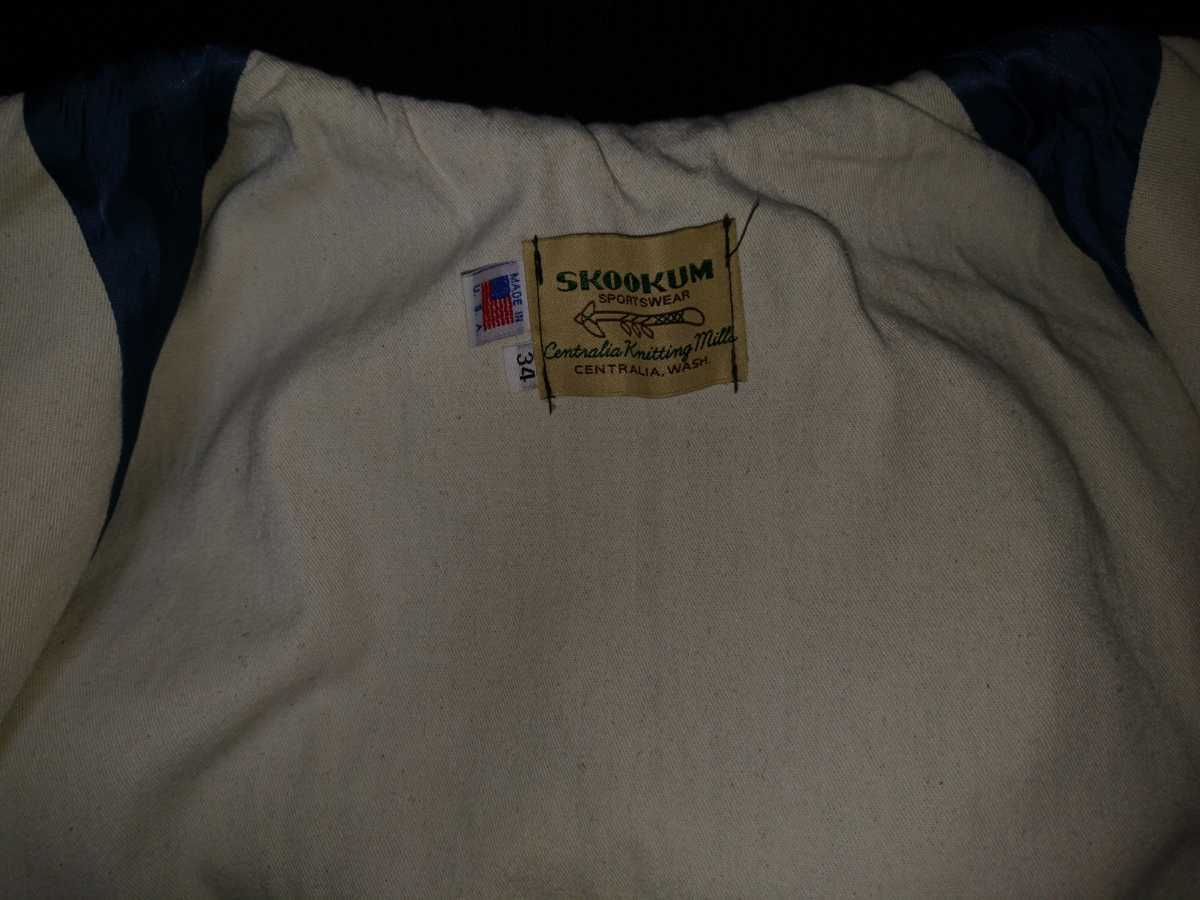 SKOOKUM
SPORTSWEAR
Centralia Knitting Mills
CENTRALIA, WASH.
MADE IN
U.S.A
34